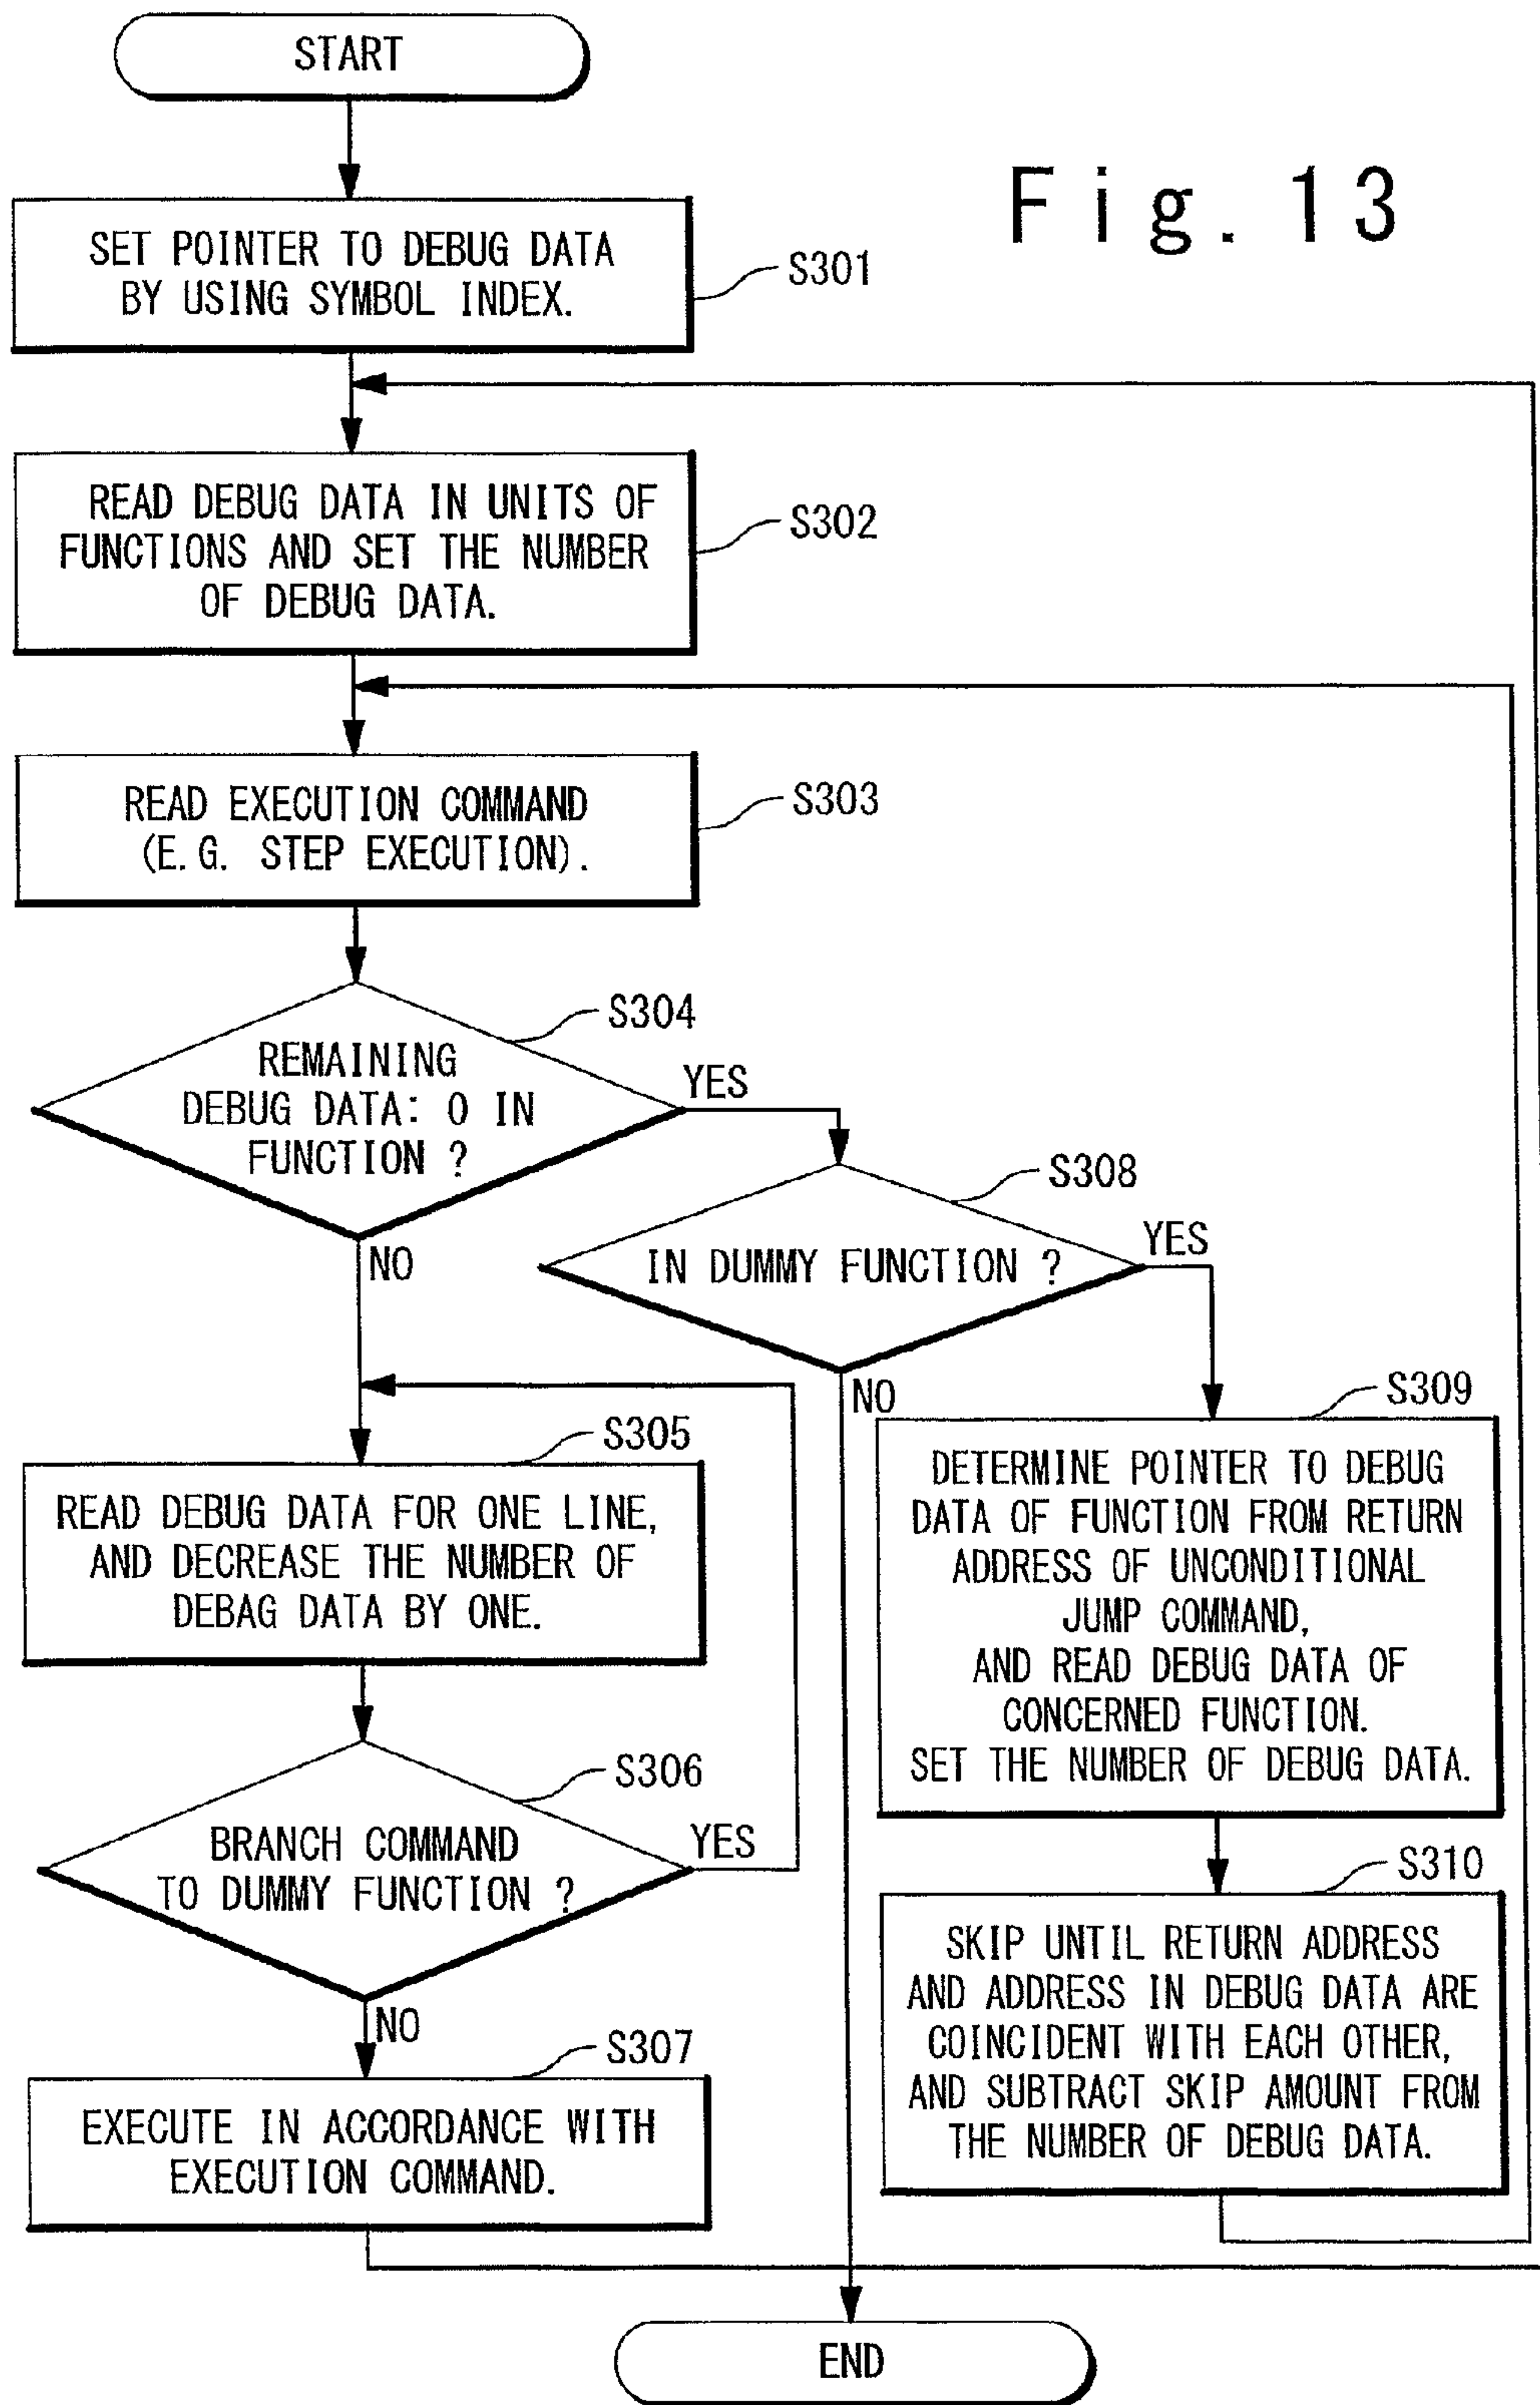 START
Fig.13
SET POINTER TO DEBUG DATA
BY USING SYMBOL INDEX.
S301
READ DEBUG DATA IN UNITS OF
FUNCTIONS AND SET THE NUMBER
OF DEBUG DATA.
S302
READ EXECUTION COMMAND
(E.G. STEP EXECUTION).
S303
S304
REMAINING
DEBUG DATA: 0 IN
FUNCTION ?
YES
NO
S308
IN DUMMY FUNCTION ?
YES
NO
S305
READ DEBUG DATA FOR ONE LINE,
AND DECREASE THE NUMBER OF
DEBAG DATA BY ONE.
S309
DETERMINE POINTER TO DEBUG
DATA OF FUNCTION FROM RETURN
ADDRESS OF UNCONDITIONAL
JUMP COMMAND,
AND READ DEBUG DATA OF
CONCERNED FUNCTION.
SET THE NUMBER OF DEBUG DATA.
S306
BRANCH COMMAND
TO DUMMY FUNCTION ?
YES
NO
S310
SKIP UNTIL RETURN ADDRESS
AND ADDRESS IN DEBUG DATA ARE
COINCIDENT WITH EACH OTHER,
AND SUBTRACT SKIP AMOUNT FROM
THE NUMBER OF DEBUG DATA.
S307
EXECUTE IN ACCORDANCE WITH
EXECUTION COMMAND.
END